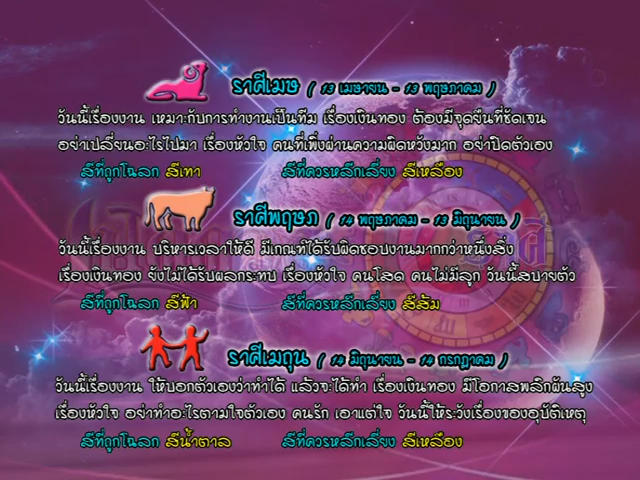 ราศีเมษ ( 13 เมษายน - 13 พฤษภาคม )
วันนี้เรื่องงาน เหมาะกับการทำงานเป็นทีม เรื่องเงินทอง ต้องมีจุดยืนที่ชัดเจน
อย่าเปลี่ยนอะไรไปมา เรื่องหัวใจ คนที่เพิ่งผ่านความผิดหวังมาก อย่าปิดตัวเอง
สีที่ถูกโฉลก สีเทา สีที่ควรหลีกเลี่ยง สีเหลือง
ราศีพฤษภ ( 14 พฤษภาคม - 13 มิถุนายน )
วันนี้เรื่องงาน บริหารเวลาให้ดี มีเกณฑ์ได้รับผิดชอบงานมากกว่าหนึ่งสิ่ง
เรื่องเงินทอง ยังไม่ได้รับผลกระทบ เรื่องหัวใจ คนโสด คนไม่มีลูก วันนี้สบายตัว
สีที่ถูกโฉลก สีฟ้า สีที่ควรหลีกเลี่ยง สีส้ม
ราศีเมถุน ( 14 มิถุนายน - 14 กรกฎาคม )
วันนี้เรื่องงาน ให้บอกตัวเองว่าทำได้ แล้วจะได้ทำ เรื่องเงินทอง มีโอกาสพลิกผันสูง
เรื่องหัวใจ อย่าทำอะไรตามใจตัวเอง คนรัก เอาแต่ใจ วันนี้ให้ระวังเรื่องของอุบัติเหตุ
สีที่ถูกโฉลก สีน้ำตาล สีที่ควรหลีกเลี่ยง สีเหลือง